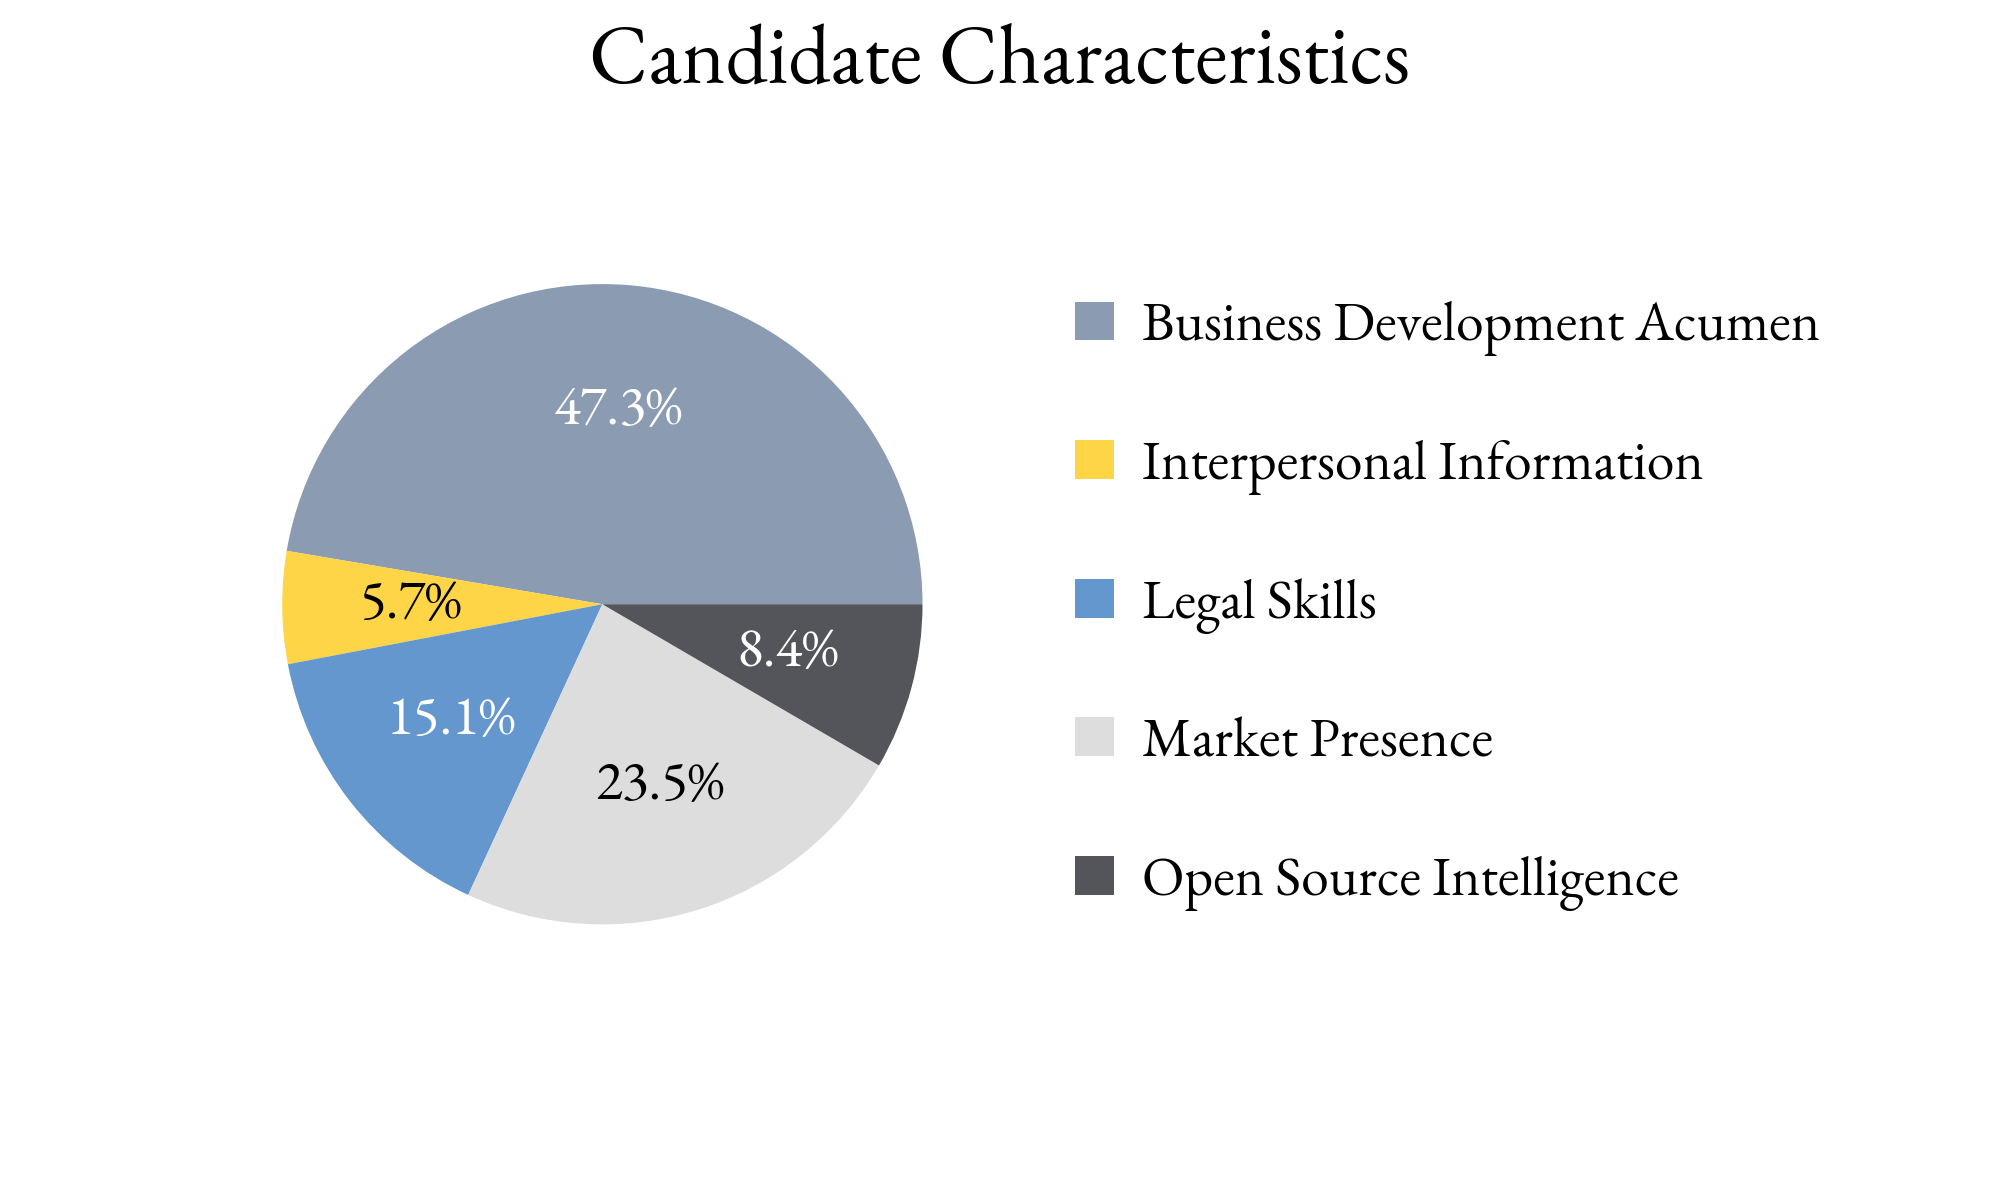 Candidate Characteristics
47.3%
5.7%
15.1%
23.5%
8.4%
Business Development Acumen
Interpersonal Information
Legal Skills
Market Presence
Open Source Intelligence